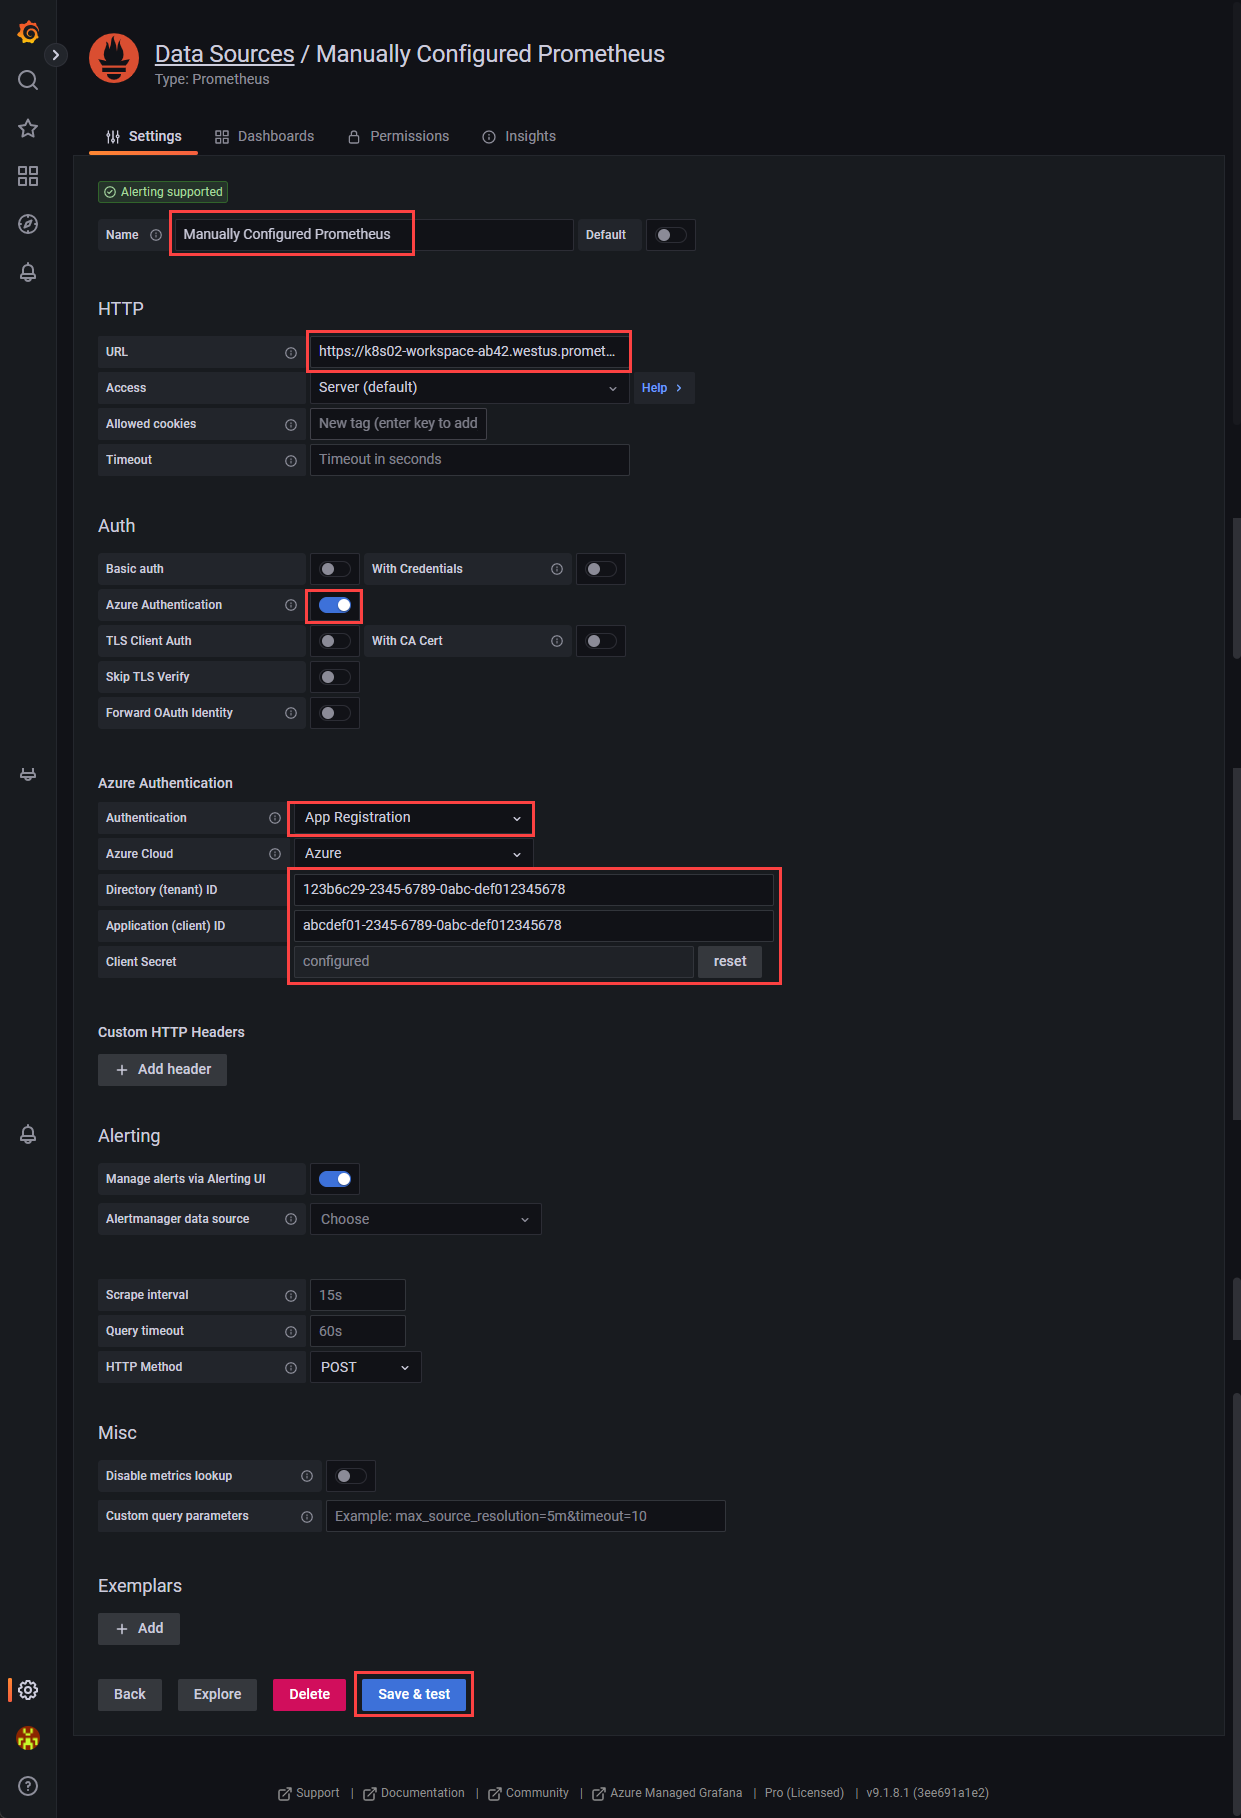 Data Sources / Manually Configured Prometheus
Type: Prometheus
Settings Dashboards Permissions Insights
Alerting supported
Name Manually Configured Prometheus Default
HTTP
URL https://k8s02-workspace-ab42.westus.promet...
Access Server (default) Help
Allowed cookies New tag (enter key to add
Timeout Timeout in seconds
Auth
Basic auth With Credentials
Azure Authentication
TLS Client Auth With CA Cert
Skip TLS Verify
Forward OAuth Identity
Azure Authentication
Authentication App Registration
Azure Cloud Azure
Directory (tenant) ID 123b6c29-2345-6789-0abc-def012345678
Application (client) ID abcdef01-2345-6789-0abc-def012345678
Client Secret configured reset
Custom HTTP Headers
+ Add header
Alerting
Manage alerts via Alerting UI
Alertmanager data source Choose
Scrape interval 15s
Query timeout 60s
HTTP Method POST
Misc
Disable metrics lookup
Custom query parameters Example: max_source_resolution=5m&timeout=10
Exemplars
+ Add
Back Explore Delete Save & test
Support | Documentation | Community | Azure Managed Grafana | Pro (Licensed) | v9.1.8.1 (3ee691a1e2)